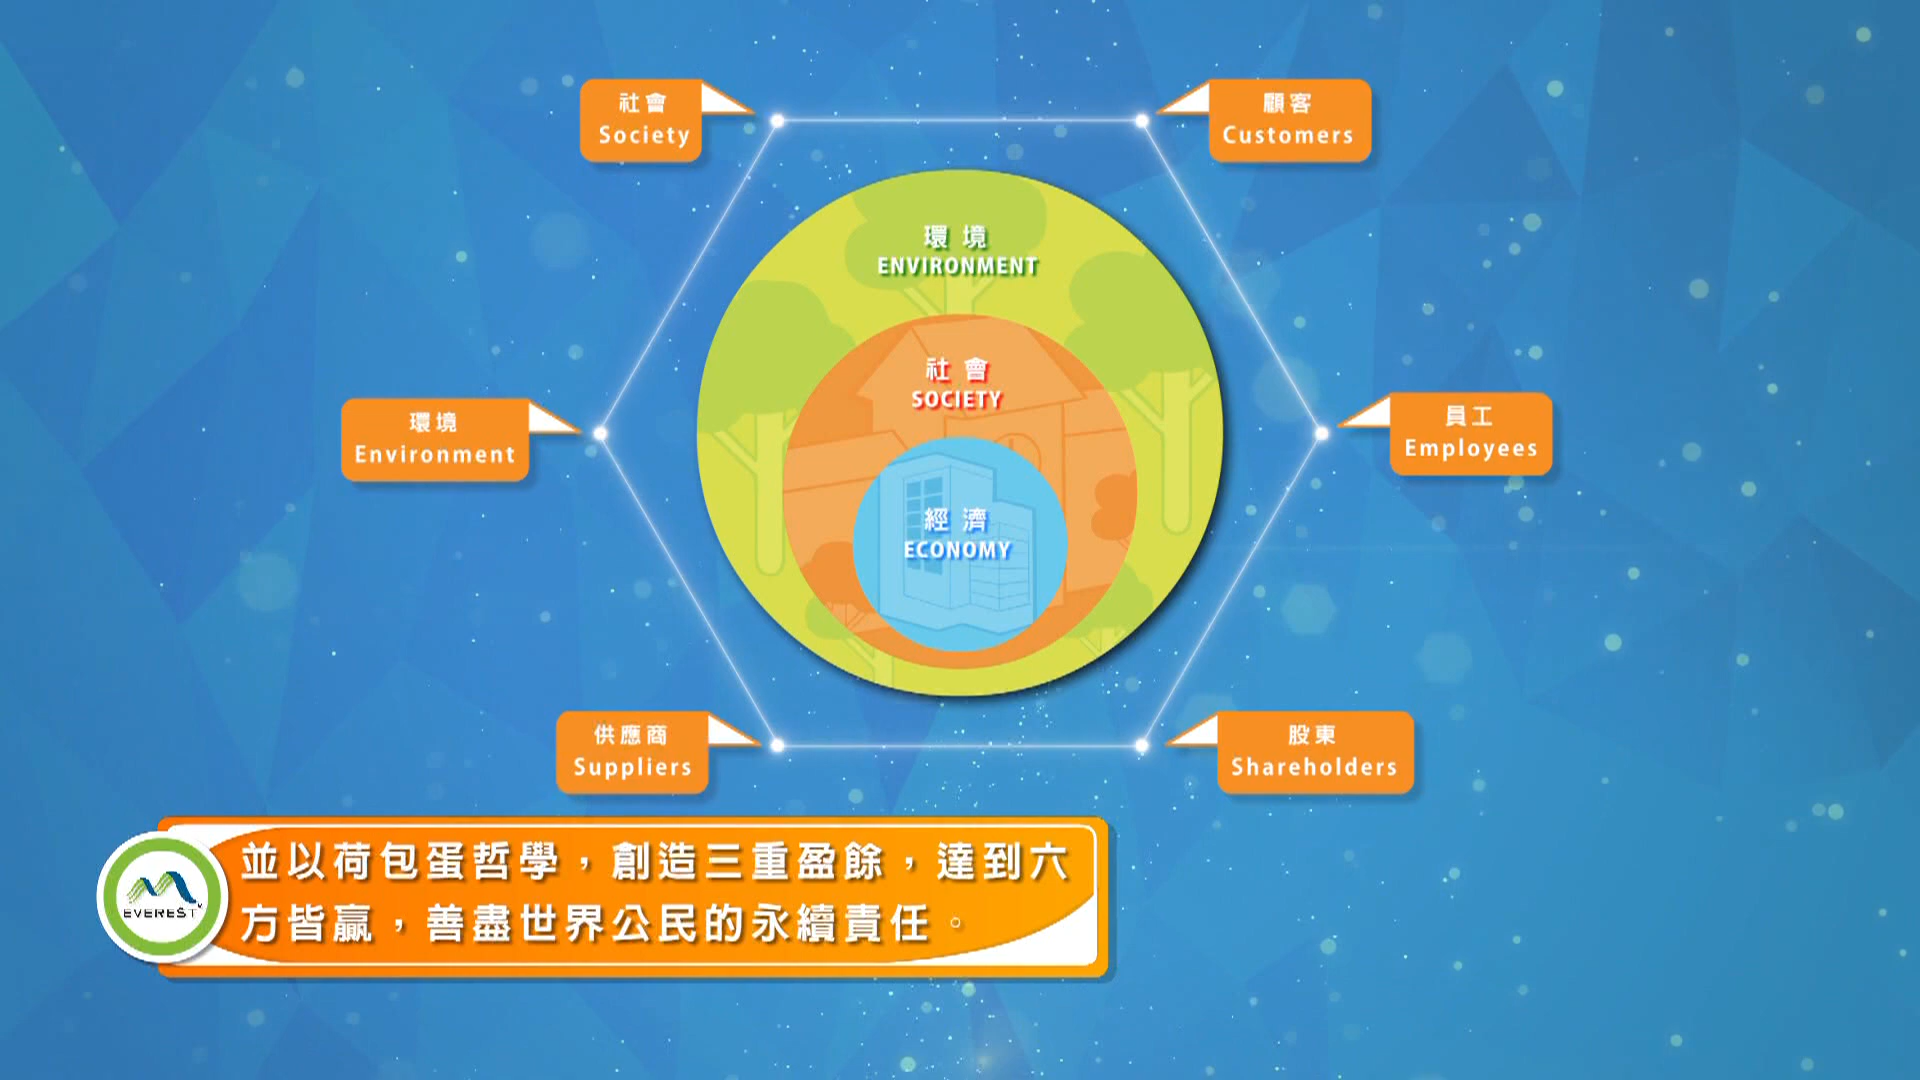 社會
Society
顧客
Customers
環境
ENVIRONMENT
社會
SOCIETY
環境
Environment
員工
Employees
經濟
ECONOMY
供應商
Suppliers
股東
Shareholders
並以荷包蛋哲學，創造三重盈餘，達到六
方皆贏，善盡世界公民的永續責任。
EVEREST